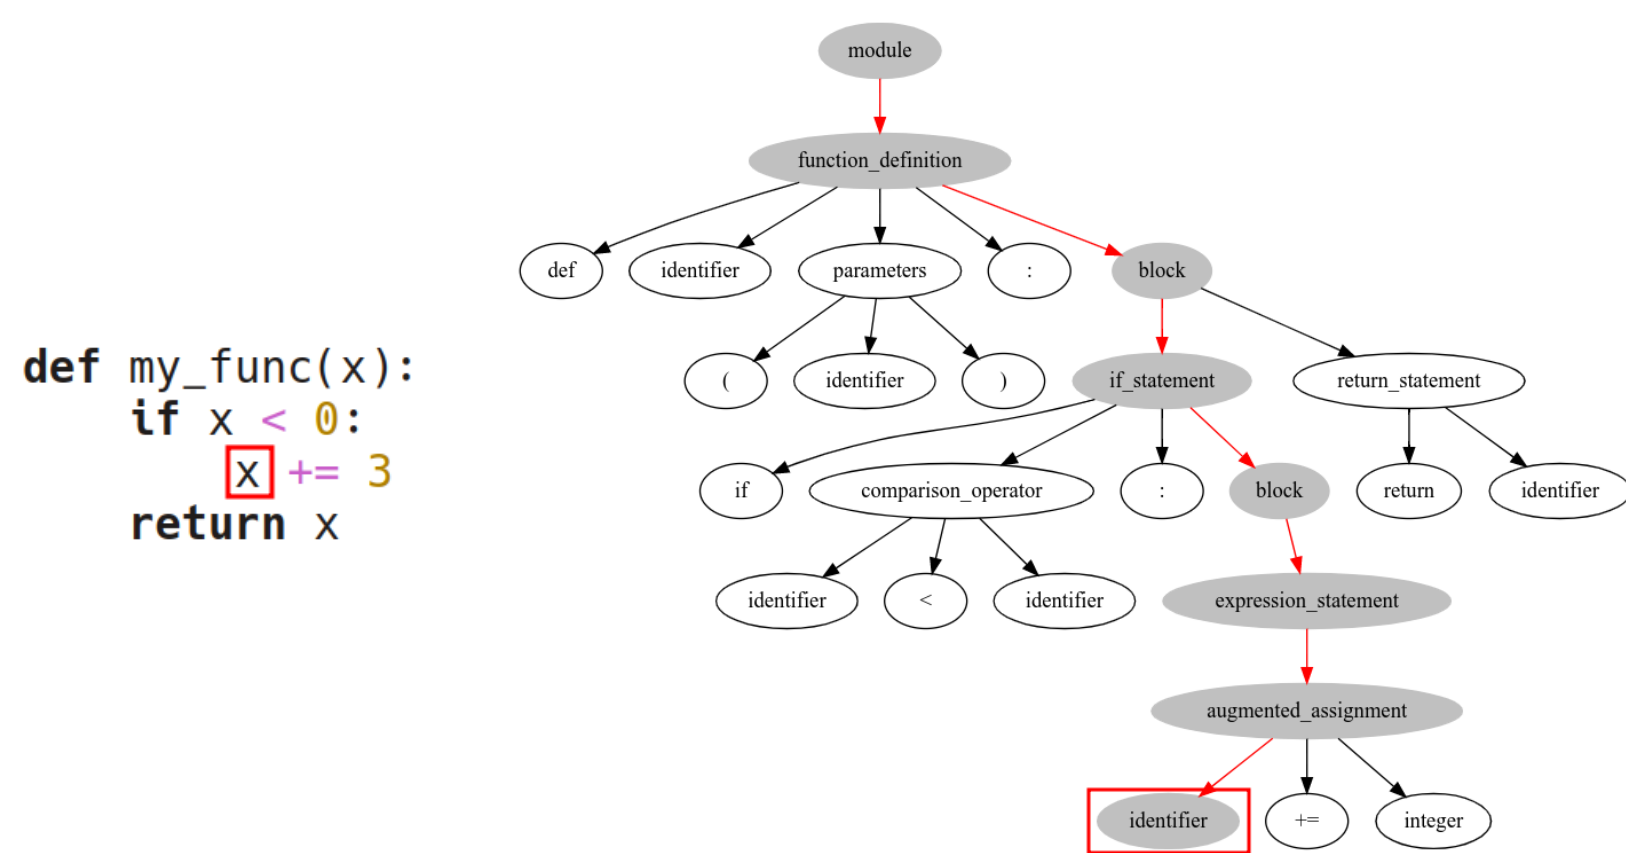 def my_func(x):
if x < 0:
x += 3
return x
module
function_definition
def identifier parameters : block
( identifier ) if_statement return_statement
if comparison_operator : block return identifier
identifier < identifier expression_statement
augmented_assignment
identifier += integer